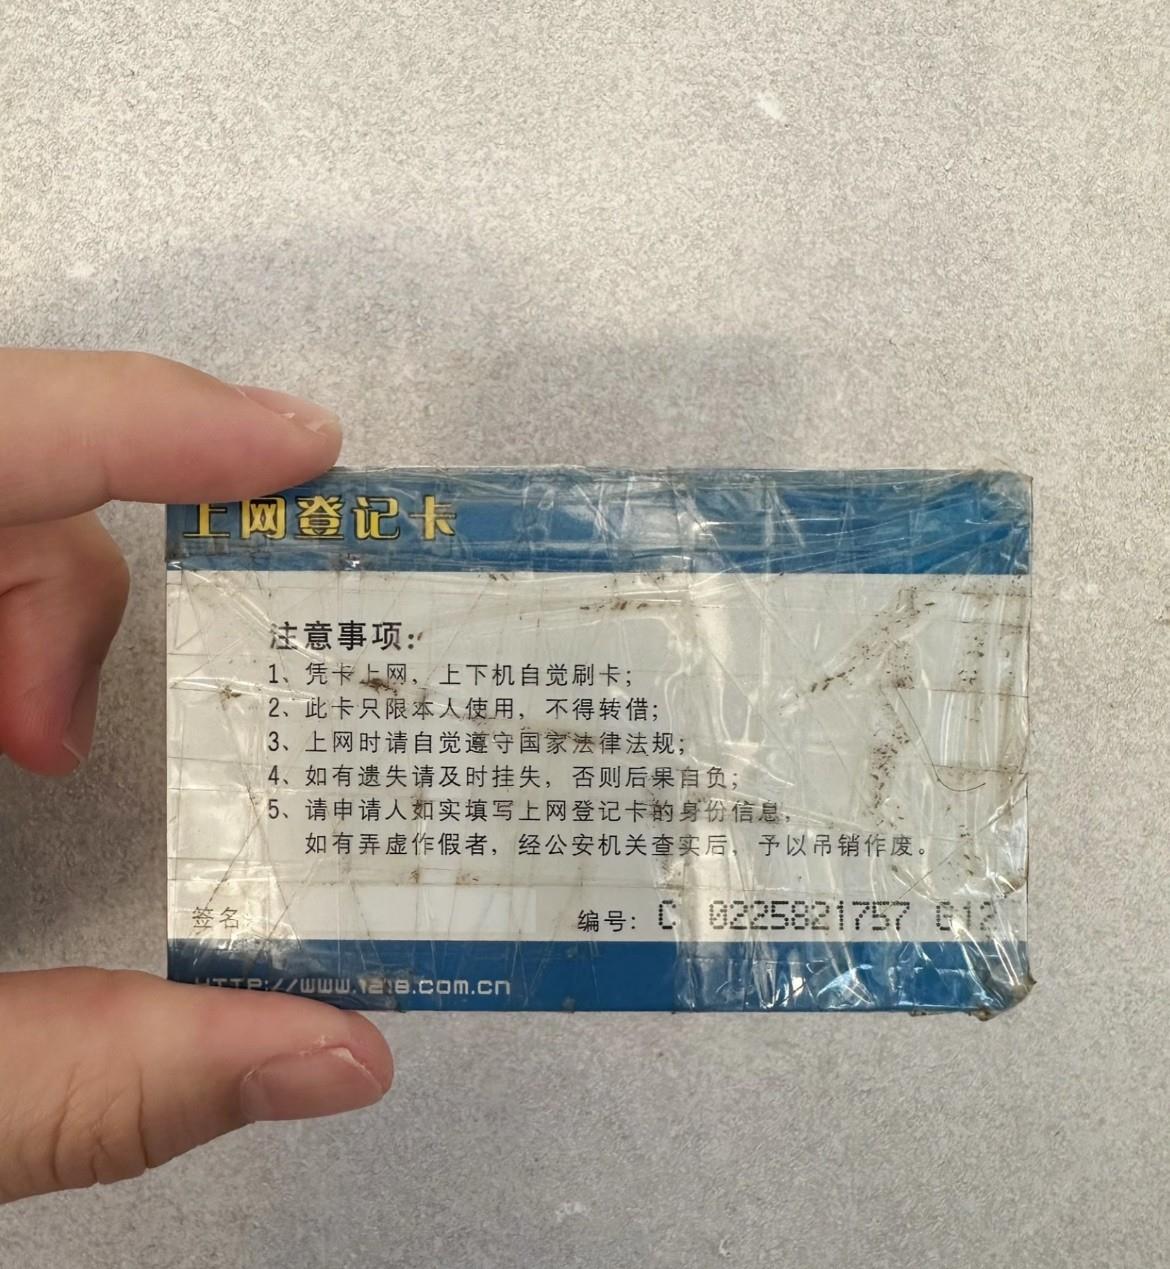 上网登记卡
注意事项:
1、凭卡上网，上下机自觉刷卡;
2、此卡只限本人使用，不得转借;
3、上网时请自觉遵守国家法律法规;
4、如有遗失请及时挂失，否则后果自负;
5、请申请人如实填写上网登记卡的身份信息，
如有弄虚作假者，经公安机关查实后，予以吊销作废。
签名
编号: C 0225821757 012
HTTP://www.1218.com.cn